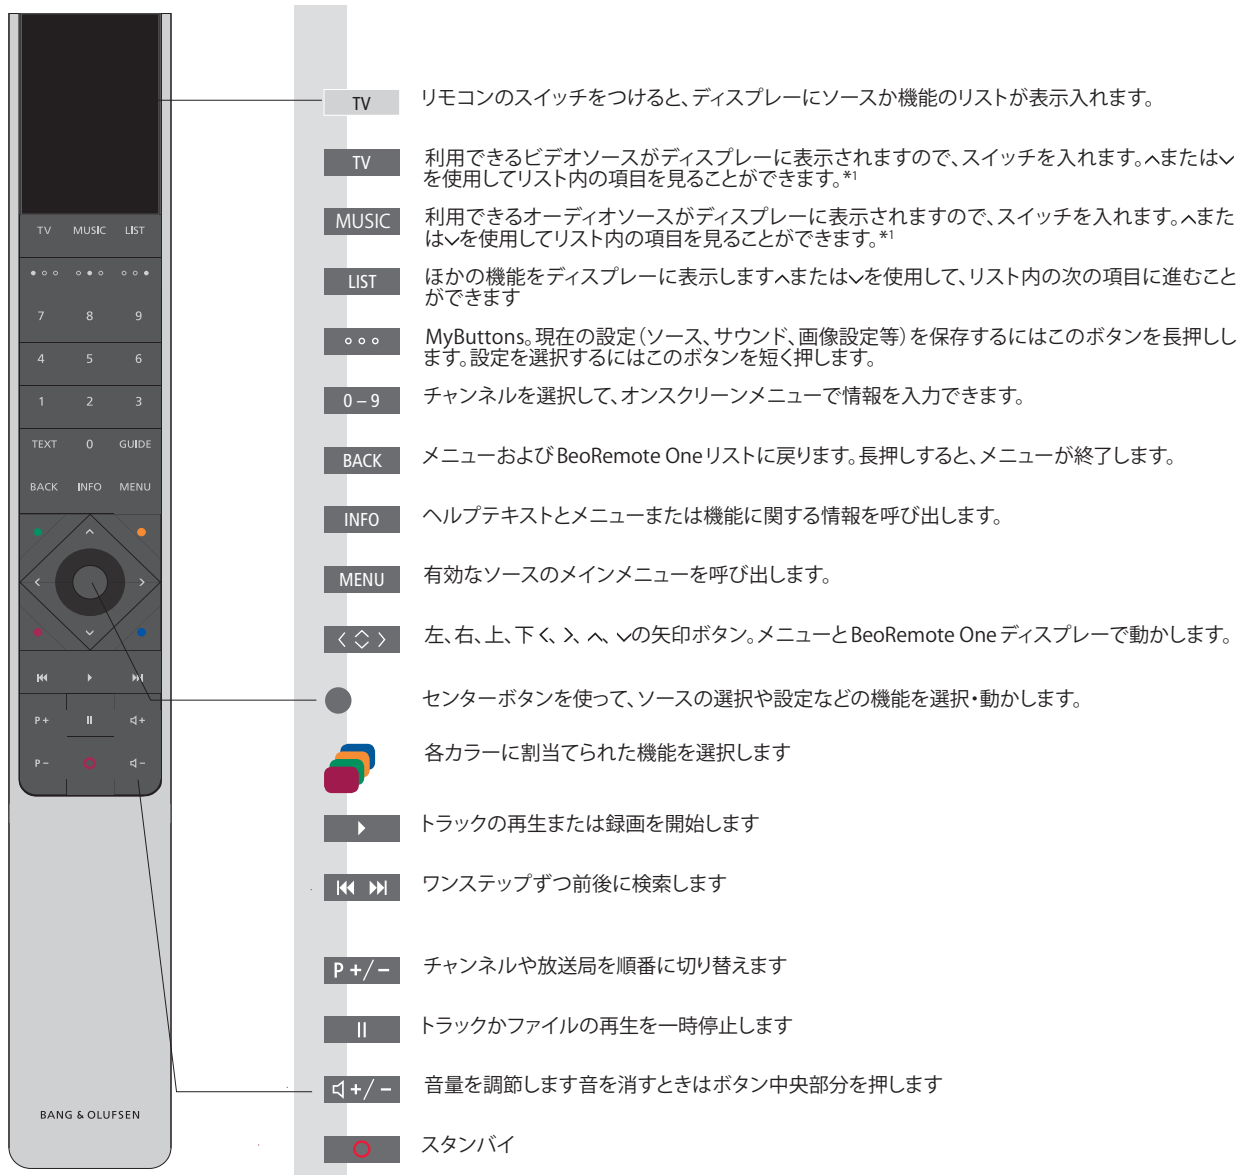 TV MUSIC LIST
7 8 9
4 5 6
1 2 3
TEXT 0 GUIDE
BACK INFO MENU
P+
P−
BANG & OLUFSEN
TV リモコンのスイッチをつけると、ディスプレーにソースか機能のリストが表示入れます。
TV 利用できるビデオソースがディスプレーに表示されますので、スイッチを入れます。∧または∨
を使用してリスト内の項目を見ることができます。*1
MUSIC 利用できるオーディオソースがディスプレーに表示されますので、スイッチを入れます。∧また
は∨を使用してリスト内の項目を見ることができます。*1
LIST ほかの機能をディスプレーに表示します∧または∨を使用して、リスト内の次の項目に進むこと
ができます
MyButtons。現在の設定(ソース、サウンド、画像設定等)を保存するにはこのボタンを長押しし
ます。設定を選択するにはこのボタンを短く押します。
0 – 9 チャンネルを選択して、オンスクリーンメニューで情報を入力できます。
BACK メニューおよびBeoRemote Oneリストに戻ります。長押しすると、メニューが終了します。
INFO ヘルプテキストとメニューまたは機能に関する情報を呼び出します。
MENU 有効なソースのメインメニューを呼び出します。
左、右、上、下<、>、∧、∨の矢印ボタン。メニューとBeoRemote Oneディスプレーで動かします。
センターボタンを使って、ソースの選択や設定などの機能を選択・動かします。
各カラーに割当てられた機能を選択します
トラックの再生または録画を開始します
ワンステップずつ前後に検索します
P +/− チャンネルや放送局を順番に切り替えます
トラックかファイルの再生を一時停止します
+/− 音量を調節します音を消すときはボタン中央部分を押します
スタンバイ